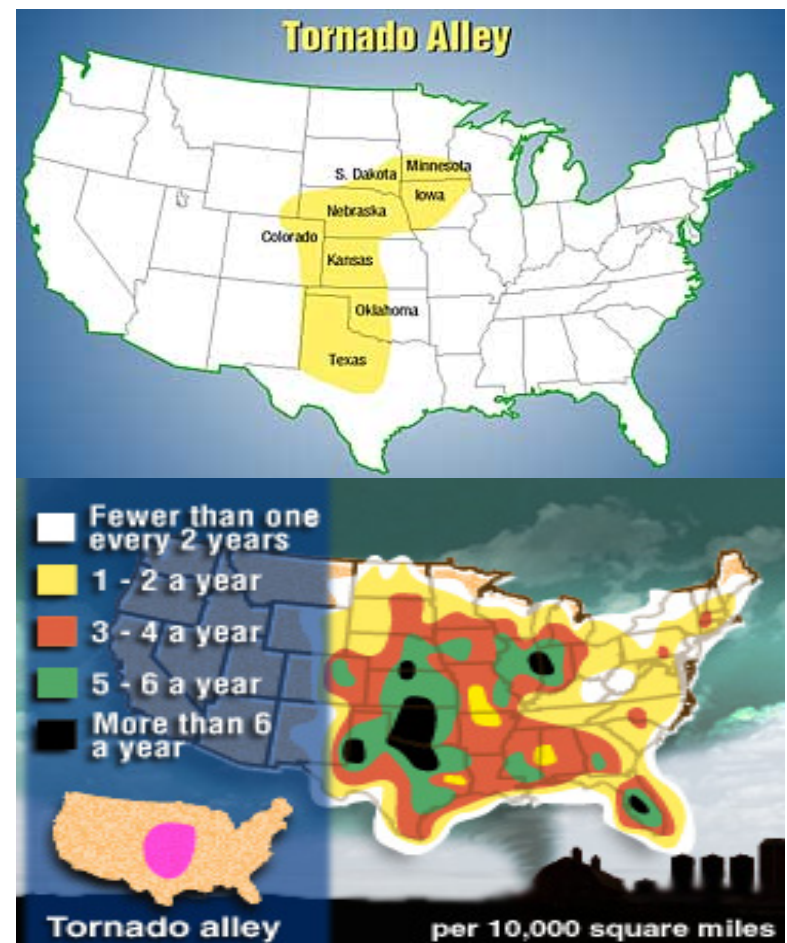 Tornado Alley
S. Dakota
Minnesota
Iowa
Nebraska
Colorado
Kansas
Oklahoma
Texas
Fewer than one
every 2 years
1 - 2 a year
3 - 4 a year
5 - 6 a year
More than 6
a year
Tornado alley
per 10,000 square miles